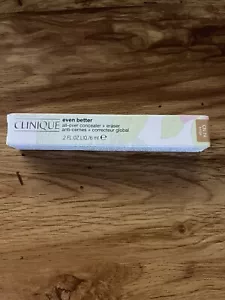 CLINIQUE
even better
all-over concealer + eraser
anti-cernes + correcteur global
.2 FL.OZ./6 ml ℮